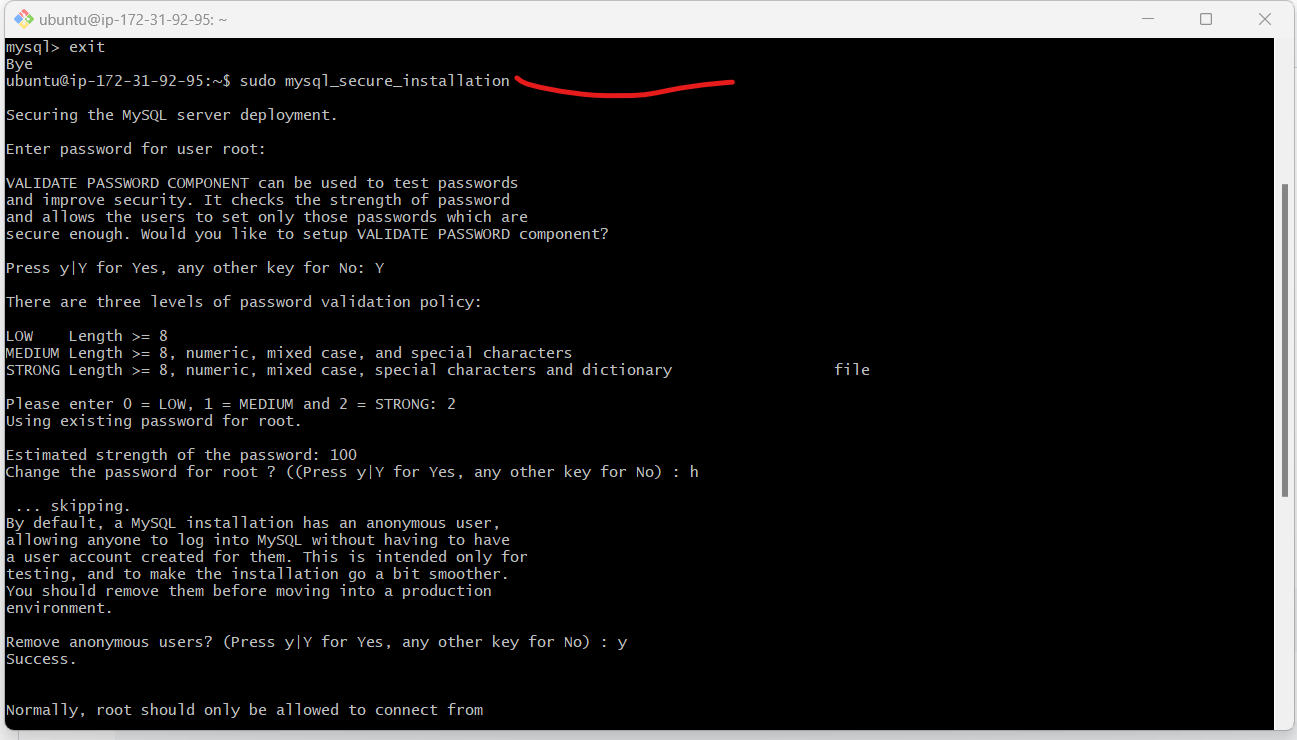 ubuntu@ip-172-31-92-95: ~
mysql> exit
Bye
ubuntu@ip-172-31-92-95:~$ sudo mysql_secure_installation
Securing the MySQL server deployment.
Enter password for user root:
VALIDATE PASSWORD COMPONENT can be used to test passwords
and improve security. It checks the strength of password
and allows the users to set only those passwords which are
secure enough. Would you like to setup VALIDATE PASSWORD component?
Press y|Y for Yes, any other key for No: Y
There are three levels of password validation policy:
LOW    Length >= 8
MEDIUM Length >= 8, numeric, mixed case, and special characters
STRONG Length >= 8, numeric, mixed case, special characters and dictionary                  file
Please enter 0 = LOW, 1 = MEDIUM and 2 = STRONG: 2
Using existing password for root.
Estimated strength of the password: 100
Change the password for root ? ((Press y|Y for Yes, any other key for No) : h
 ... skipping.
By default, a MySQL installation has an anonymous user,
allowing anyone to log into MySQL without having to have
a user account created for them. This is intended only for
testing, and to make the installation go a bit smoother.
You should remove them before moving into a production
environment.
Remove anonymous users? (Press y|Y for Yes, any other key for No) : y
Success.
Normally, root should only be allowed to connect from